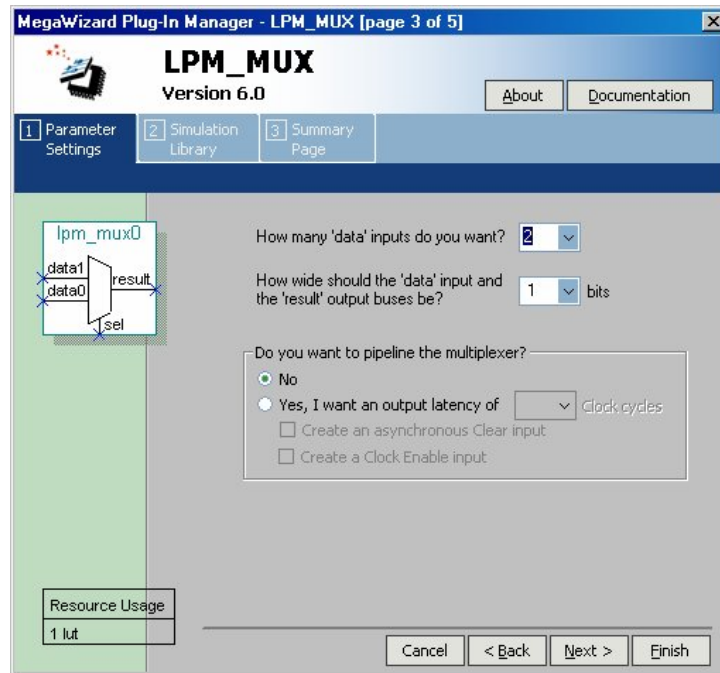 MegaWizard Plug-In Manager - LPM_MUX [page 3 of 5]
LPM_MUX
Version 6.0
About
Documentation
1 Parameter
Settings
2 Simulation
Library
3 Summary
Page
lpm_mux0
data1
data0
result
sel
How many 'data' inputs do you want? 2
How wide should the 'data' input and
the 'result' output buses be? 1 bits
Do you want to pipeline the multiplexer?
No
Yes, I want an output latency of Clock cycles
Create an asynchronous Clear input
Create a Clock Enable input
Resource Usage
1 lut
Cancel < Back Next > Finish